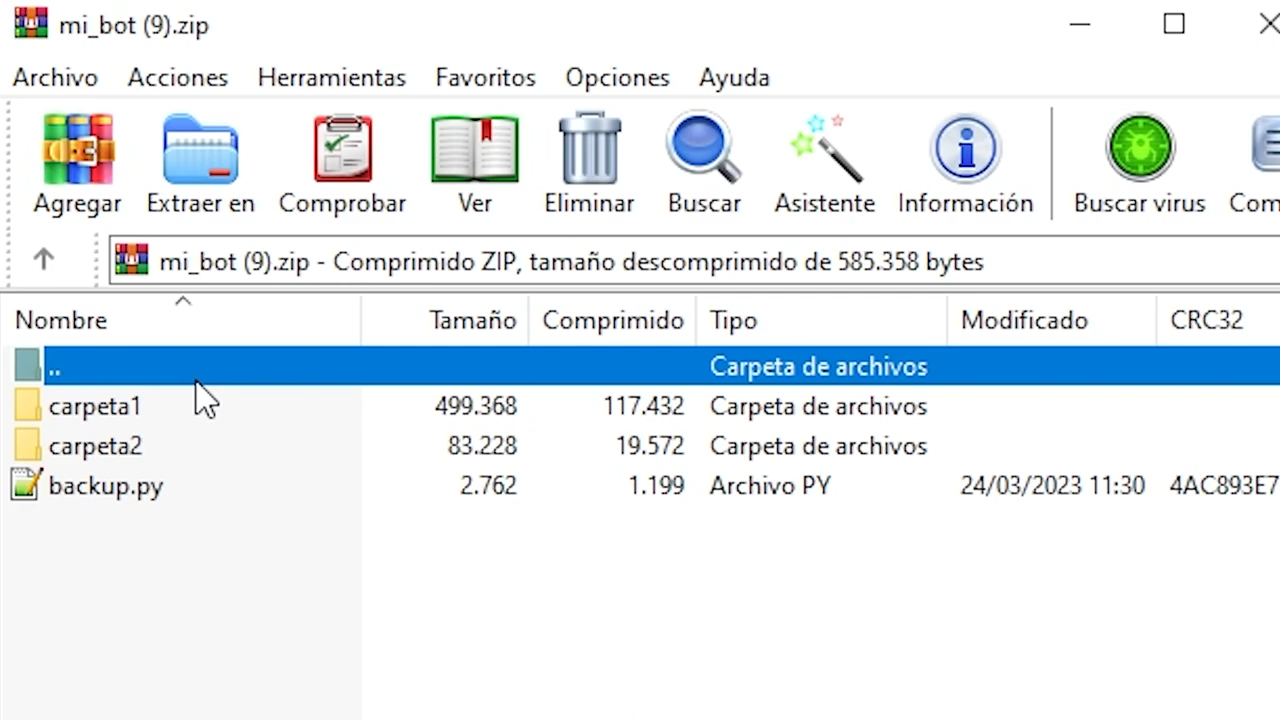 mi_bot (9).zip
Archivo Acciones Herramientas Favoritos Opciones Ayuda
Agregar Extraer en Comprobar Ver Eliminar Buscar Asistente Información Buscar virus Com
mi_bot (9).zip - Comprimido ZIP, tamaño descomprimido de 585.358 bytes
Nombre Tamaño Comprimido Tipo Modificado CRC32
.. Carpeta de archivos
carpeta1 499.368 117.432 Carpeta de archivos
carpeta2 83.228 19.572 Carpeta de archivos
backup.py 2.762 1.199 Archivo PY 24/03/2023 11:30 4AC893E7